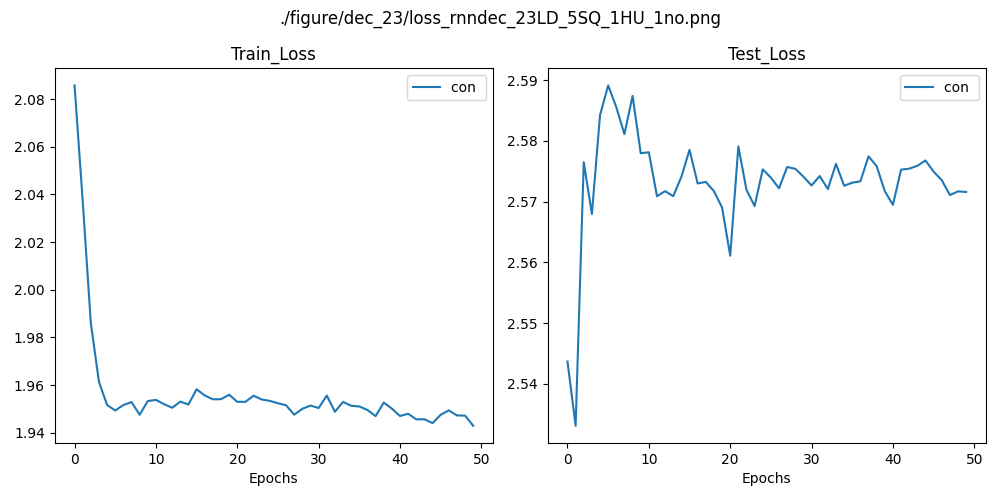 ./figure/dec_23/loss_rnndec_23LD_5SQ_1HU_1no.png
Train_Loss
con
2.08
2.06
2.04
2.02
2.00
1.98
1.96
1.94
0 10 20 30 40 50
Epochs
Test_Loss
con
2.59
2.58
2.57
2.56
2.55
2.54
0 10 20 30 40 50
Epochs